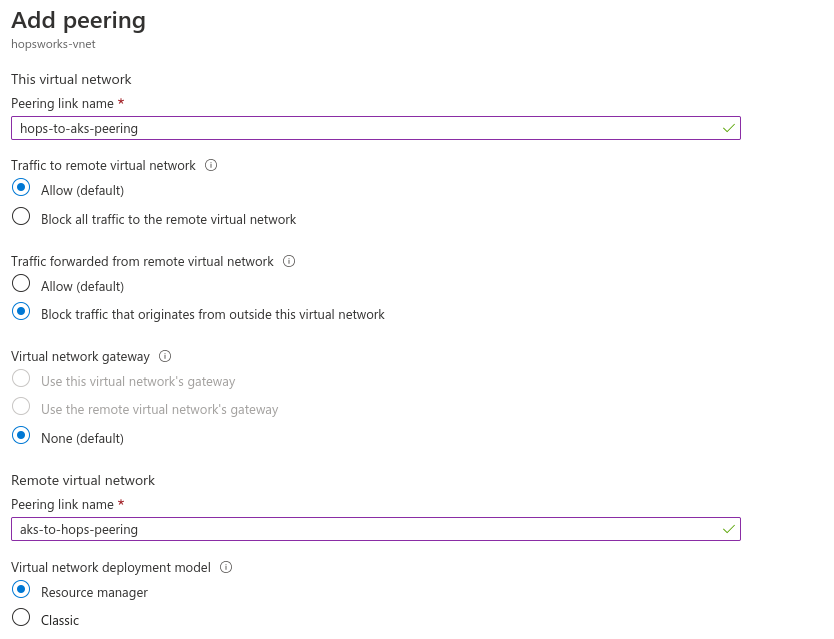 Add peering
hopsworks-vnet
This virtual network
Peering link name *
hops-to-aks-peering
Traffic to remote virtual network
Allow (default)
Block all traffic to the remote virtual network
Traffic forwarded from remote virtual network
Allow (default)
Block traffic that originates from outside this virtual network
Virtual network gateway
Use this virtual network's gateway
Use the remote virtual network's gateway
None (default)
Remote virtual network
Peering link name *
aks-to-hops-peering
Virtual network deployment model
Resource manager
Classic